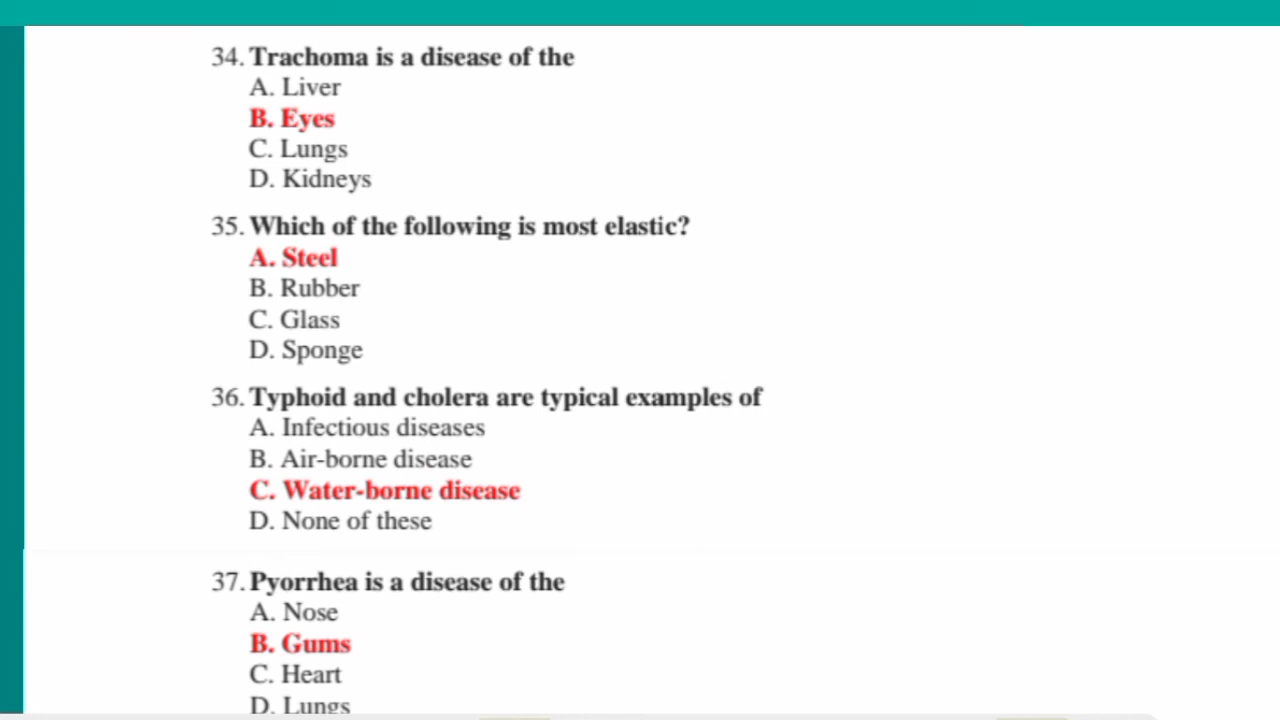 34. Trachoma is a disease of the
A. Liver
B. Eyes
C. Lungs
D. Kidneys
35. Which of the following is most elastic?
A. Steel
B. Rubber
C. Glass
D. Sponge
36. Typhoid and cholera are typical examples of
A. Infectious diseases
B. Air-borne disease
C. Water-borne disease
D. None of these
37. Pyorrhea is a disease of the
A. Nose
B. Gums
C. Heart
D. Lungs